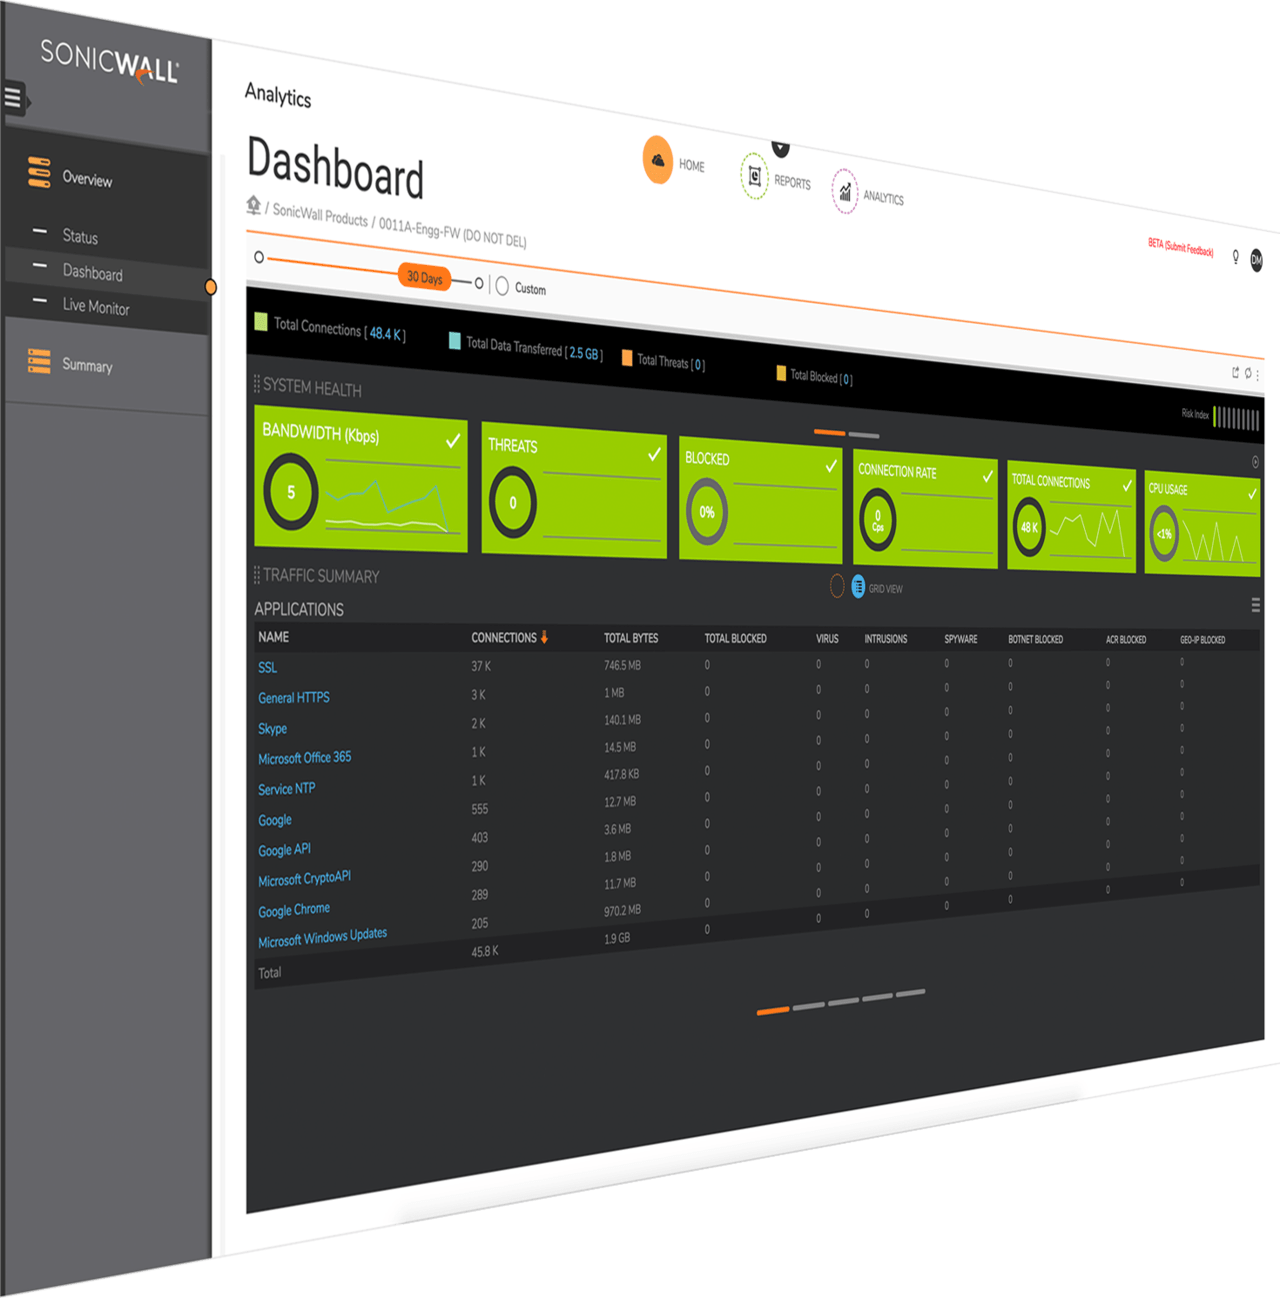 SONICWALL
Analytics
Dashboard
HOME
REPORTS
ANALYTICS
/ SonicWall Products / 0011A-Engg-FW (DO NOT DEL)
BETA (Submit Feedback)
DM
Overview
Status
Dashboard
Live Monitor
Summary
30 Days
Custom
Total Connections [ 48.4 K ]
Total Data Transferred [ 2.5 GB ]
Total Threats [ 0 ]
Total Blocked [ 0 ]
Risk Index
SYSTEM HEALTH
BANDWIDTH (Kbps)
5
THREATS
0
BLOCKED
0%
CONNECTION RATE
0
Cps
TOTAL CONNECTIONS
48 K
CPU USAGE
<1%
TRAFFIC SUMMARY
GRID VIEW
APPLICATIONS
NAME CONNECTIONS TOTAL BYTES TOTAL BLOCKED VIRUS INTRUSIONS SPYWARE BOTNET BLOCKED ACR BLOCKED GEO-IP BLOCKED
SSL 37 K 746.5 MB 0 0 0 0 0 0 0
General HTTPS 3 K 1 MB 0 0 0 0 0 0 0
Skype 2 K 140.1 MB 0 0 0 0 0 0 0
Microsoft Office 365 1 K 14.5 MB 0 0 0 0 0 0 0
Service NTP 1 K 417.8 KB 0 0 0 0 0 0 0
Google 555 12.7 MB 0 0 0 0 0 0 0
Google API 403 3.6 MB 0 0 0 0 0 0 0
Microsoft CryptoAPI 290 1.8 MB 0 0 0 0 0 0 0
Google Chrome 289 11.7 MB 0 0 0 0 0 0 0
Microsoft Windows Updates 205 970.2 MB 0 0 0 0 0 0 0
Total 45.8 K 1.9 GB 0 0 0 0 0 0 0